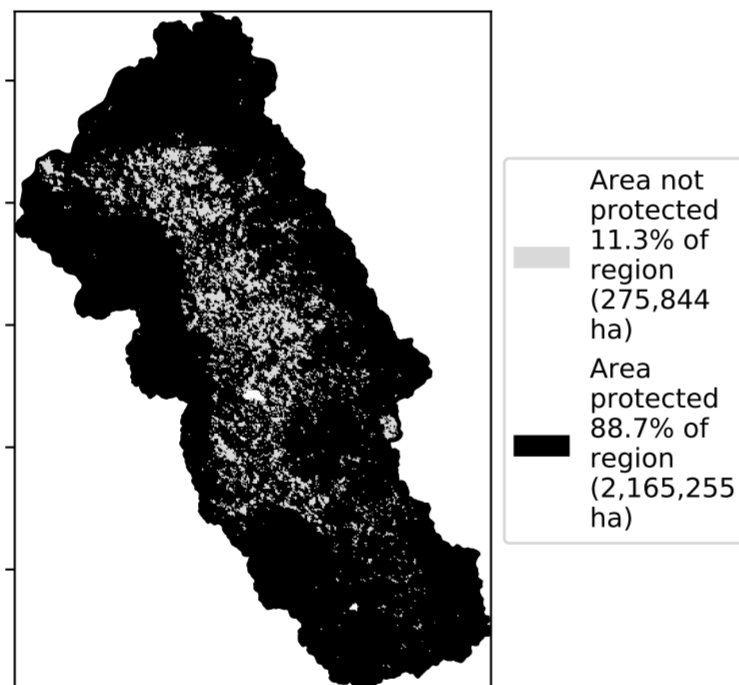 Area not
protected
11.3% of
region
(275,844
ha)
Area
protected
88.7% of
region
(2,165,255
ha)